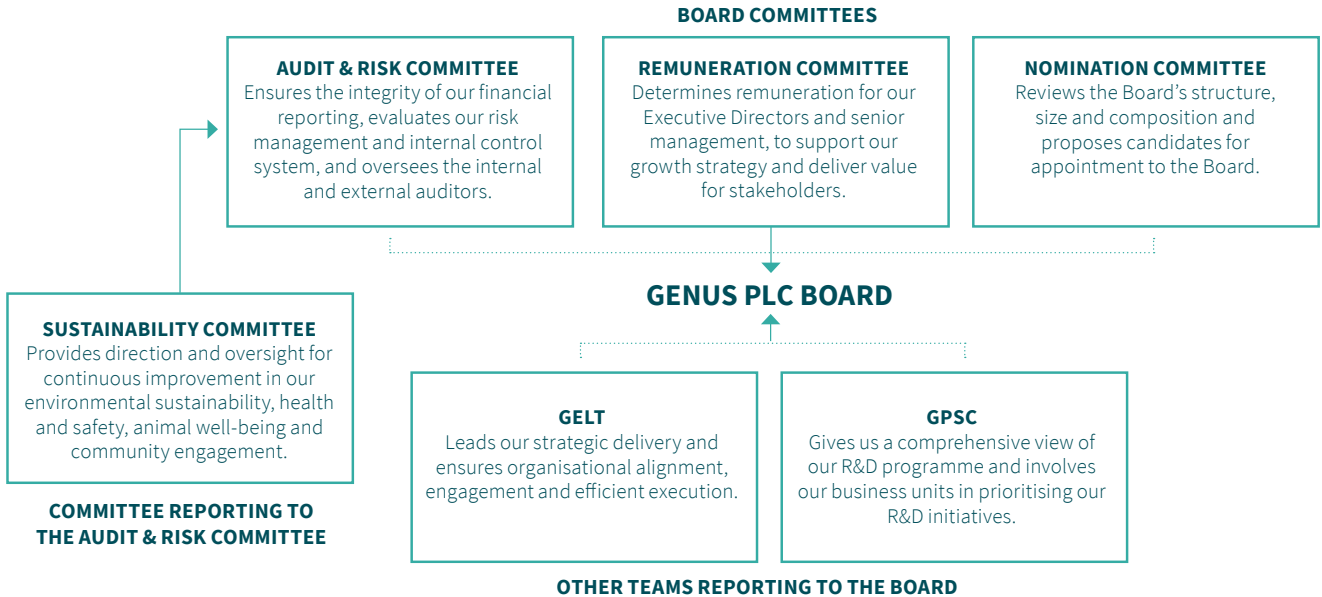 BOARD COMMITTEES
AUDIT & RISK COMMITTEE
Ensures the integrity of our financial
reporting, evaluates our risk
management and internal control
system, and oversees the internal
and external auditors.
REMUNERATION COMMITTEE
Determines remuneration for our
Executive Directors and senior
management, to support our
growth strategy and deliver value
for stakeholders.
NOMINATION COMMITTEE
Reviews the Board’s structure,
size and composition and
proposes candidates for
appointment to the Board.
GENUS PLC BOARD
SUSTAINABILITY COMMITTEE
Provides direction and oversight for
continuous improvement in our
environmental sustainability, health
and safety, animal well-being and
community engagement.
COMMITTEE REPORTING TO
THE AUDIT & RISK COMMITTEE
GELT
Leads our strategic delivery and
ensures organisational alignment,
engagement and efficient execution.
GPSC
Gives us a comprehensive view of
our R&D programme and involves
our business units in prioritising our
R&D initiatives.
OTHER TEAMS REPORTING TO THE BOARD